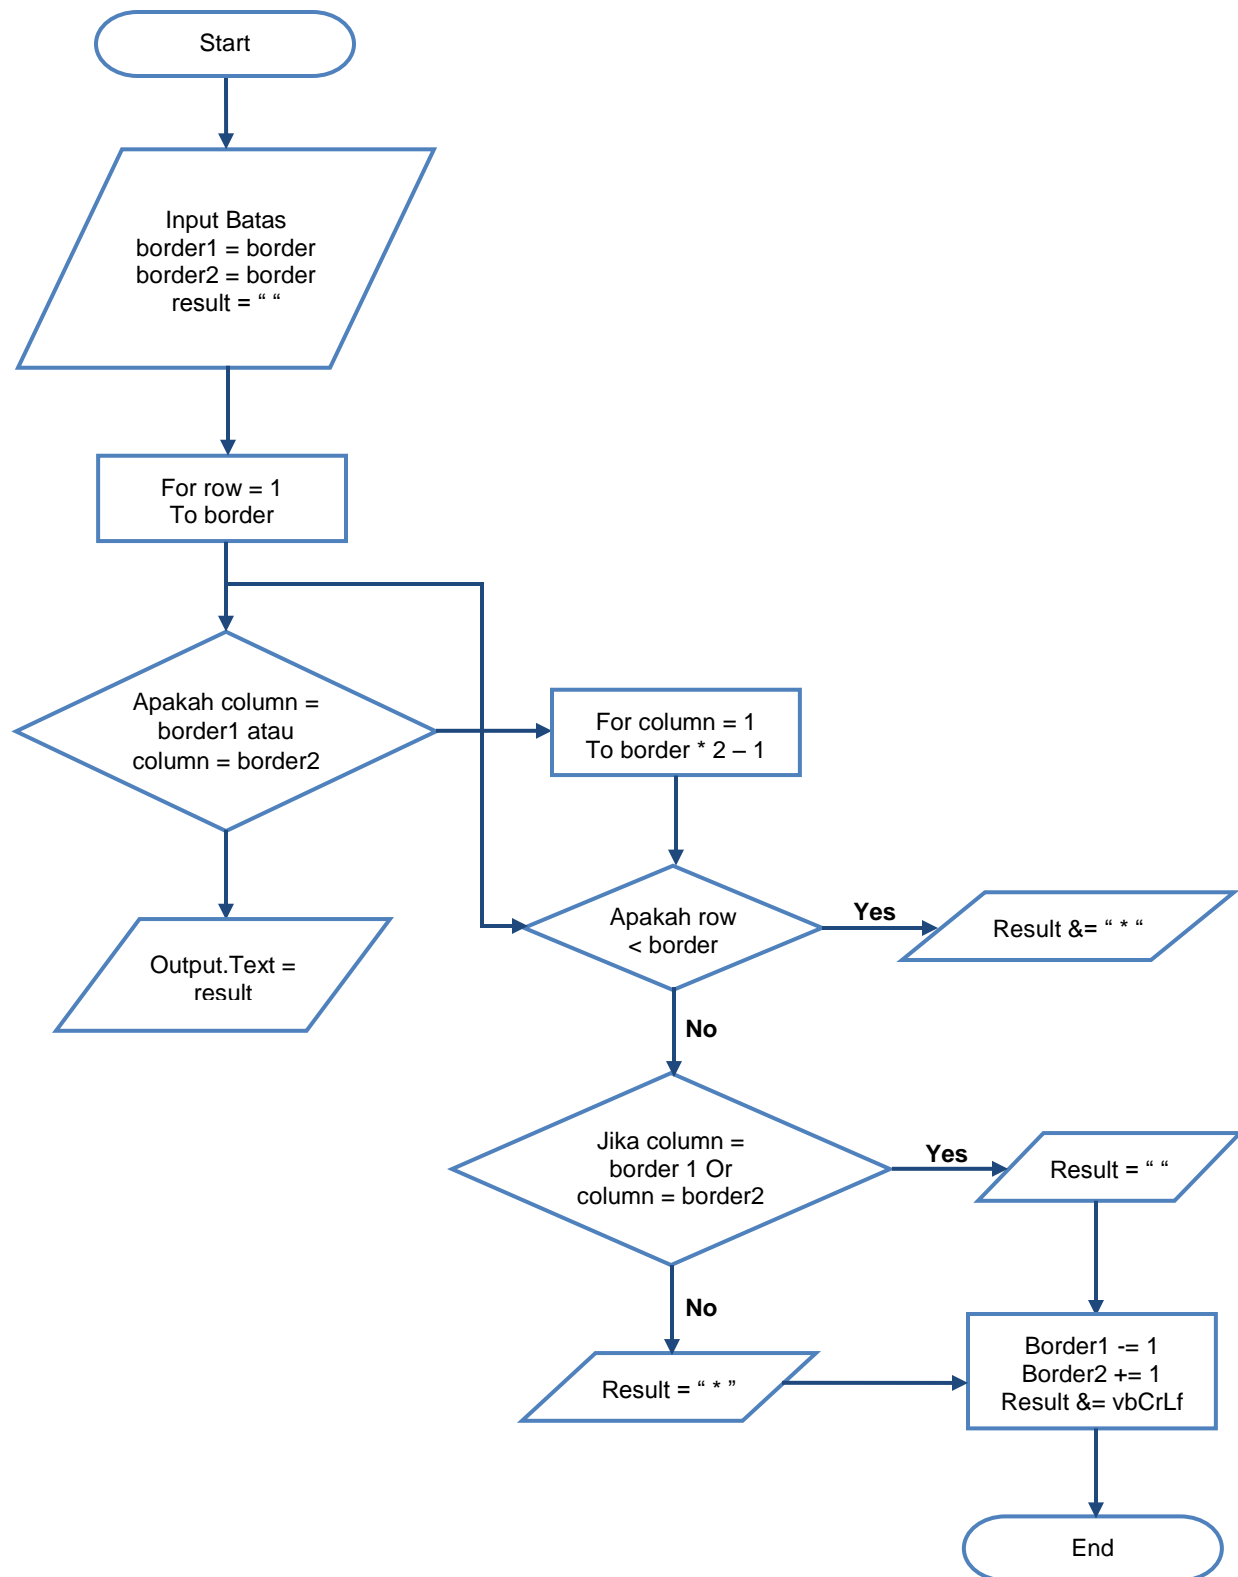 Start
Input Batas
border1 = border
border2 = border
result = “ “
For row = 1
To border
Apakah column =
border1 atau
column = border2
For column = 1
To border * 2 – 1
Apakah row
< border
Yes
Result &= “ * “
Output.Text =
result
No
Jika column =
border 1 Or
column = border2
Yes
Result = “ “
No
Result = “ * ”
Border1 -= 1
Border2 += 1
Result &= vbCrLf
End